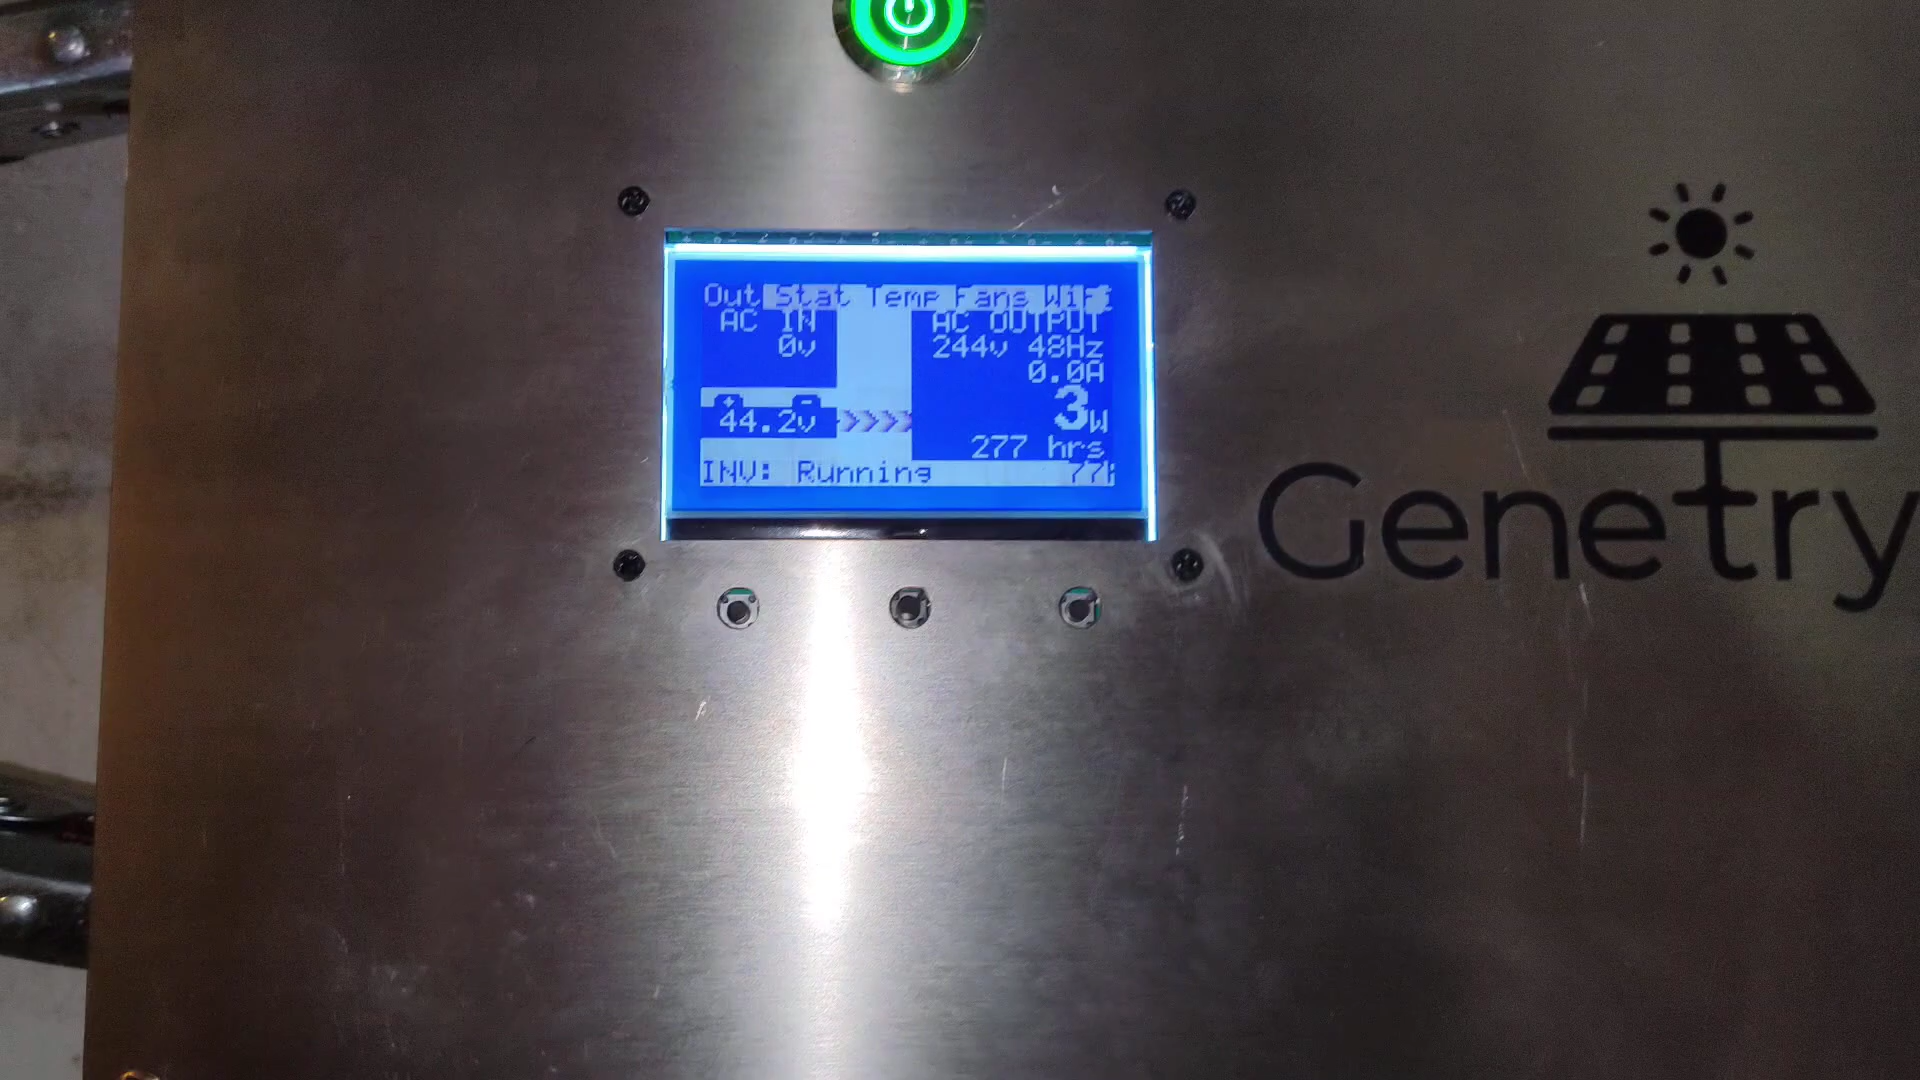 Out Stat Temp Fans WiFi
AC IN
0v
AC OUTPUT
244v 48Hz
0.0A
3W
277 hrs
44.2v
INV: Running
Genetry